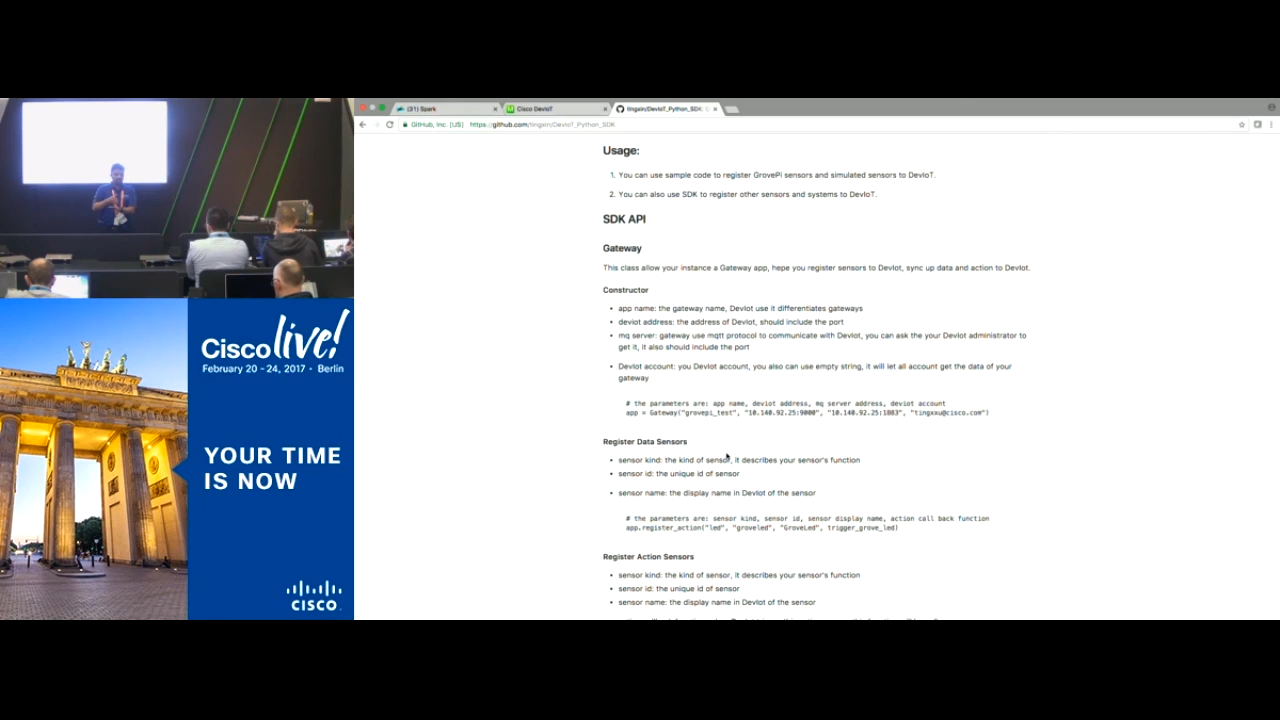 (31) Spark
Cisco DevIoT
tingxin/DevIoT_Python_SDK:
GitHub, Inc. [US]
https://github.com/tingxin/DevIoT_Python_SDK
Usage:
1. You can use sample code to register GrovePi sensors and simulated sensors to DevIoT.
2. You can also use SDK to register other sensors and systems to DevIoT.
SDK API
Gateway
This class allow your instance a Gateway app, hepe you register sensors to DevIot, sync up data and action to DevIot.
Constructor
app name: the gateway name, DevIot use it differentiates gateways
deviot address: the address of DevIot, should include the port
mq server: gateway use mqtt protocol to communicate with DevIot, you can ask the your DevIot administrator to
get it, it also should include the port
DevIot account: you DevIot account, you also can use empty string, it will let all account get the data of your
gateway
# the parameters are: app name, deviot address, mq server address, deviot account
app = Gateway("grovepi_test", "10.140.92.25:9000", "10.140.92.25:1883", "tingxxu@cisco.com")
Register Data Sensors
sensor kind: the kind of sensor, it describes your sensor's function
sensor id: the unique id of sensor
sensor name: the display name in DevIot of the sensor
# the parameters are: sensor kind, sensor id, sensor display name, action call back function
app.register_action("led", "groveled", "GroveLed", trigger_grove_led)
Register Action Sensors
sensor kind: the kind of sensor, it describes your sensor's function
sensor id: the unique id of sensor
sensor name: the display name in DevIot of the sensor
Cisco live!
February 20 - 24, 2017 • Berlin
YOUR TIME
IS NOW
CISCO